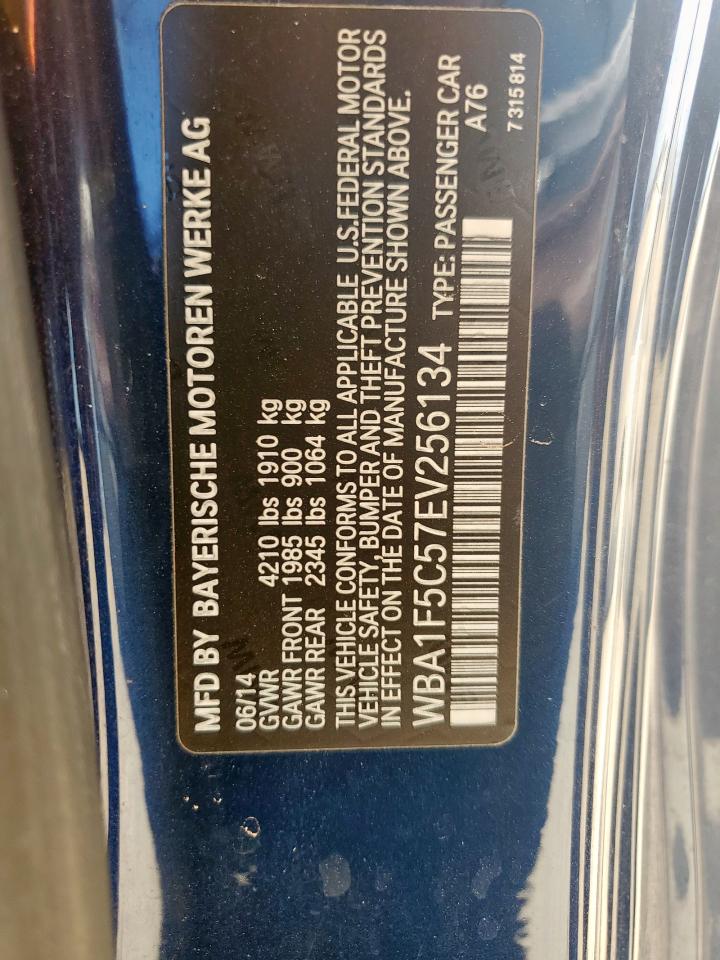 MFD BY BAYERISCHE MOTOREN WERKE AG
06/14
GVWR 4210 lbs 1910 kg
GAWR FRONT 1985 lbs 900 kg
GAWR REAR 2345 lbs 1064 kg
THIS VEHICLE CONFORMS TO ALL APPLICABLE U.S.FEDERAL MOTOR
VEHICLE SAFETY, BUMPER AND THEFT PREVENTION STANDARDS
IN EFFECT ON THE DATE OF MANUFACTURE SHOWN ABOVE.
WBA1F5C57EV256134 TYPE: PASSENGER CAR
A76
7 315 814